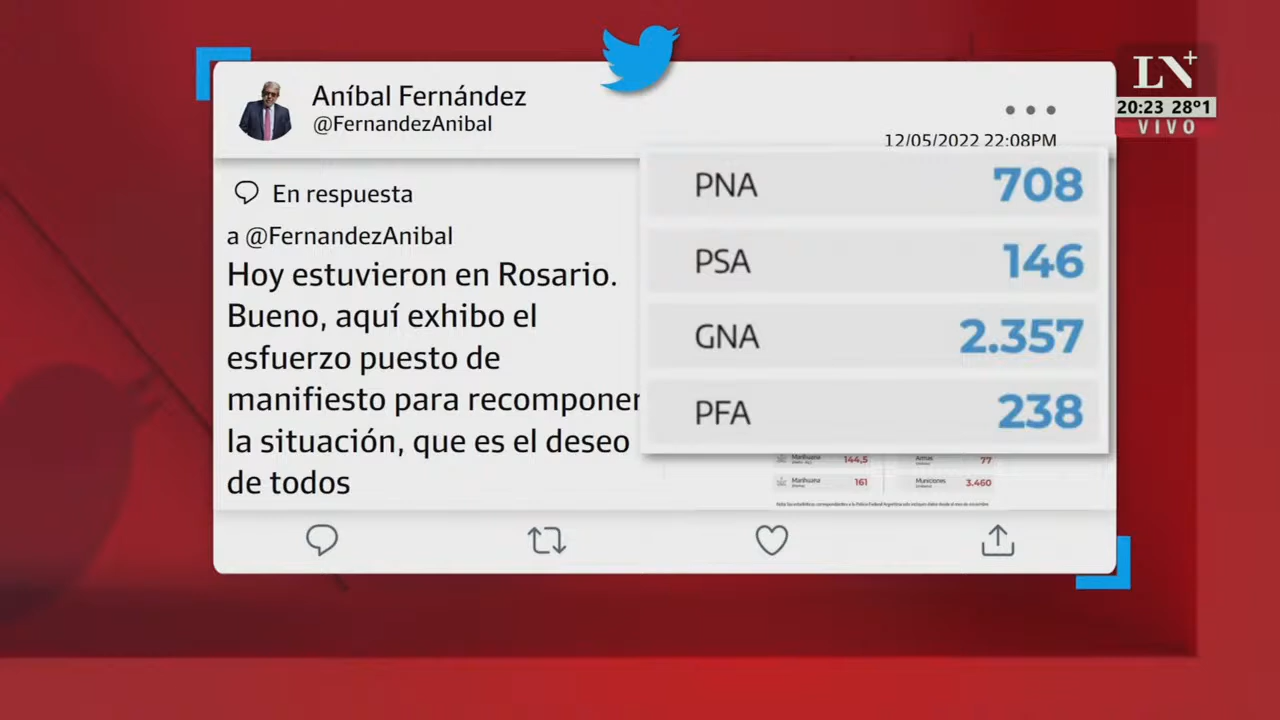 LN+
20:23 28°1
VIVO
Aníbal Fernández
@FernandezAnibal
12/05/2022 22:08PM
En respuesta
a @FernandezAnibal
Hoy estuvieron en Rosario.
Bueno, aquí exhibo el
esfuerzo puesto de
manifiesto para recomponer
la situación, que es el deseo
de todos
PNA 708
PSA 146
GNA 2.357
PFA 238
Marihuana 144,5
Armas 77
Marihuana 161
Municiones 3.460